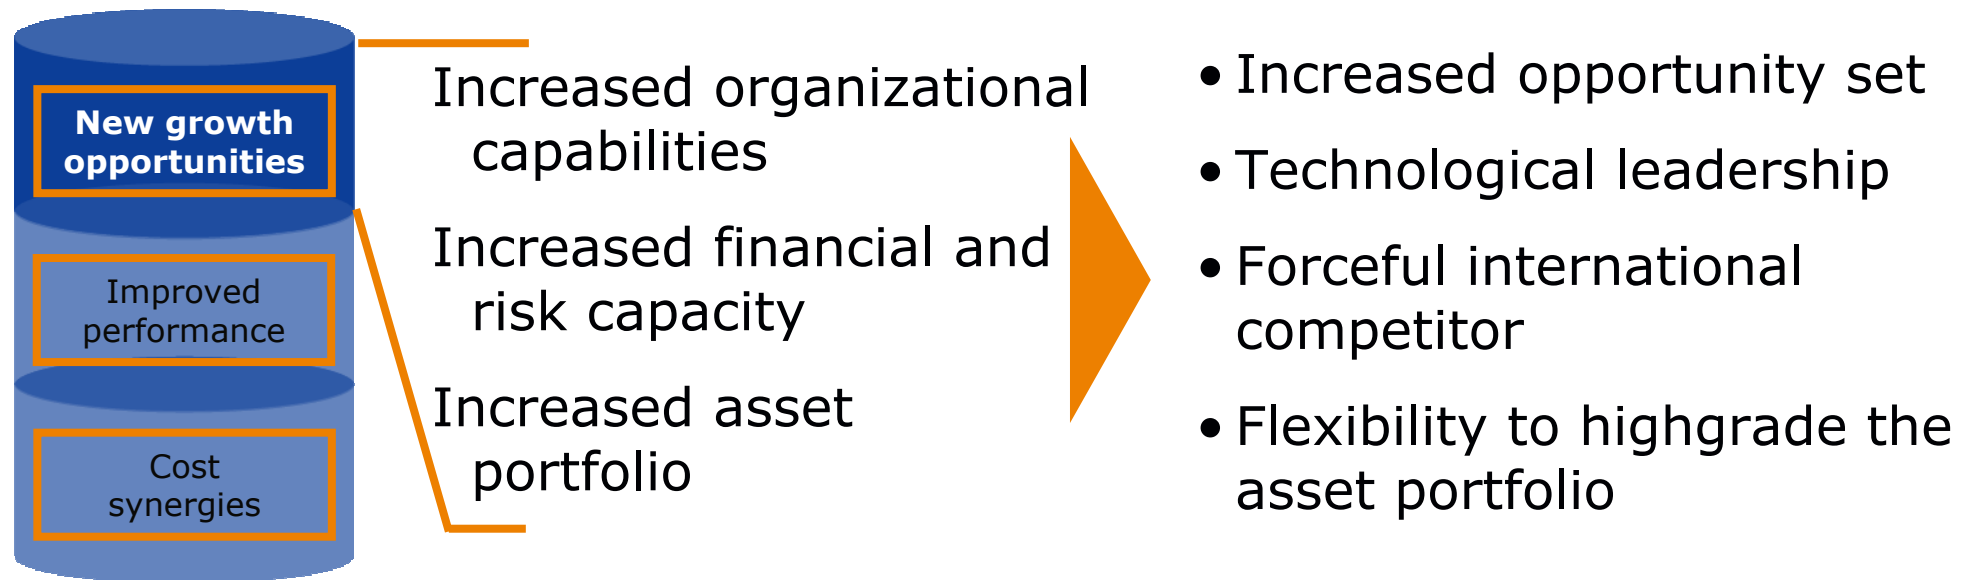 New growth
opportunities
Improved
performance
Cost
synergies
Increased organizational
capabilities
Increased financial and
risk capacity
Increased asset
portfolio
• Increased opportunity set
• Technological leadership
• Forceful international
competitor
• Flexibility to highgrade the
asset portfolio